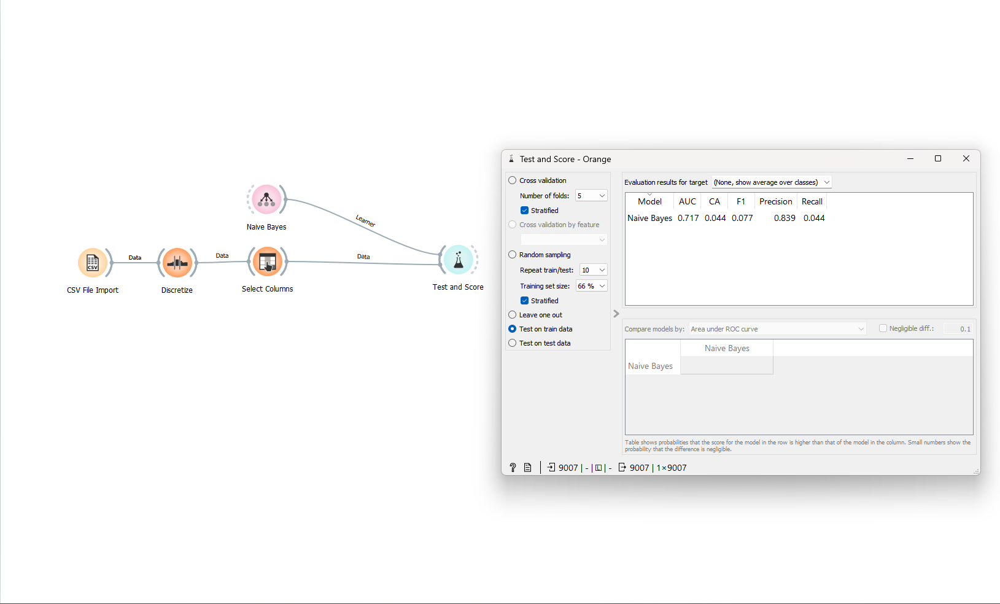 Naive Bayes
Learner
CSV
CSV File Import
Data
Discretize
Data
Select Columns
Data
Test and Score
Test and Score - Orange
Cross validation
Number of folds: 5
Stratified
Cross validation by feature
Random sampling
Repeat train/test: 10
Training set size: 66 %
Stratified
Leave one out
Test on train data
Test on test data
Evaluation results for target (None, show average over classes)
Model AUC CA F1 Precision Recall
Naive Bayes 0.717 0.044 0.077 0.839 0.044
Compare models by: Area under ROC curve Negligible diff.: 0.1
Naive Bayes
Naive Bayes
Table shows probabilities that the score for the model in the row is higher than that of the model in the column. Small numbers show the
probability that the difference is negligible.
? 9007 | - | | - 9007 | 1×9007